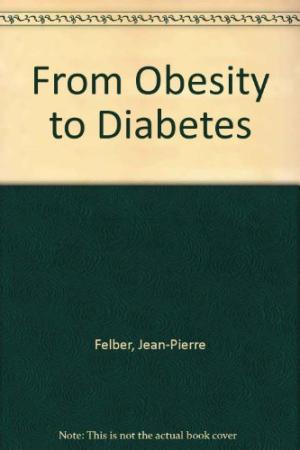 From Obesity
to Diabetes
Felber, Jean-Pierre
Note: This is not the actual book cover